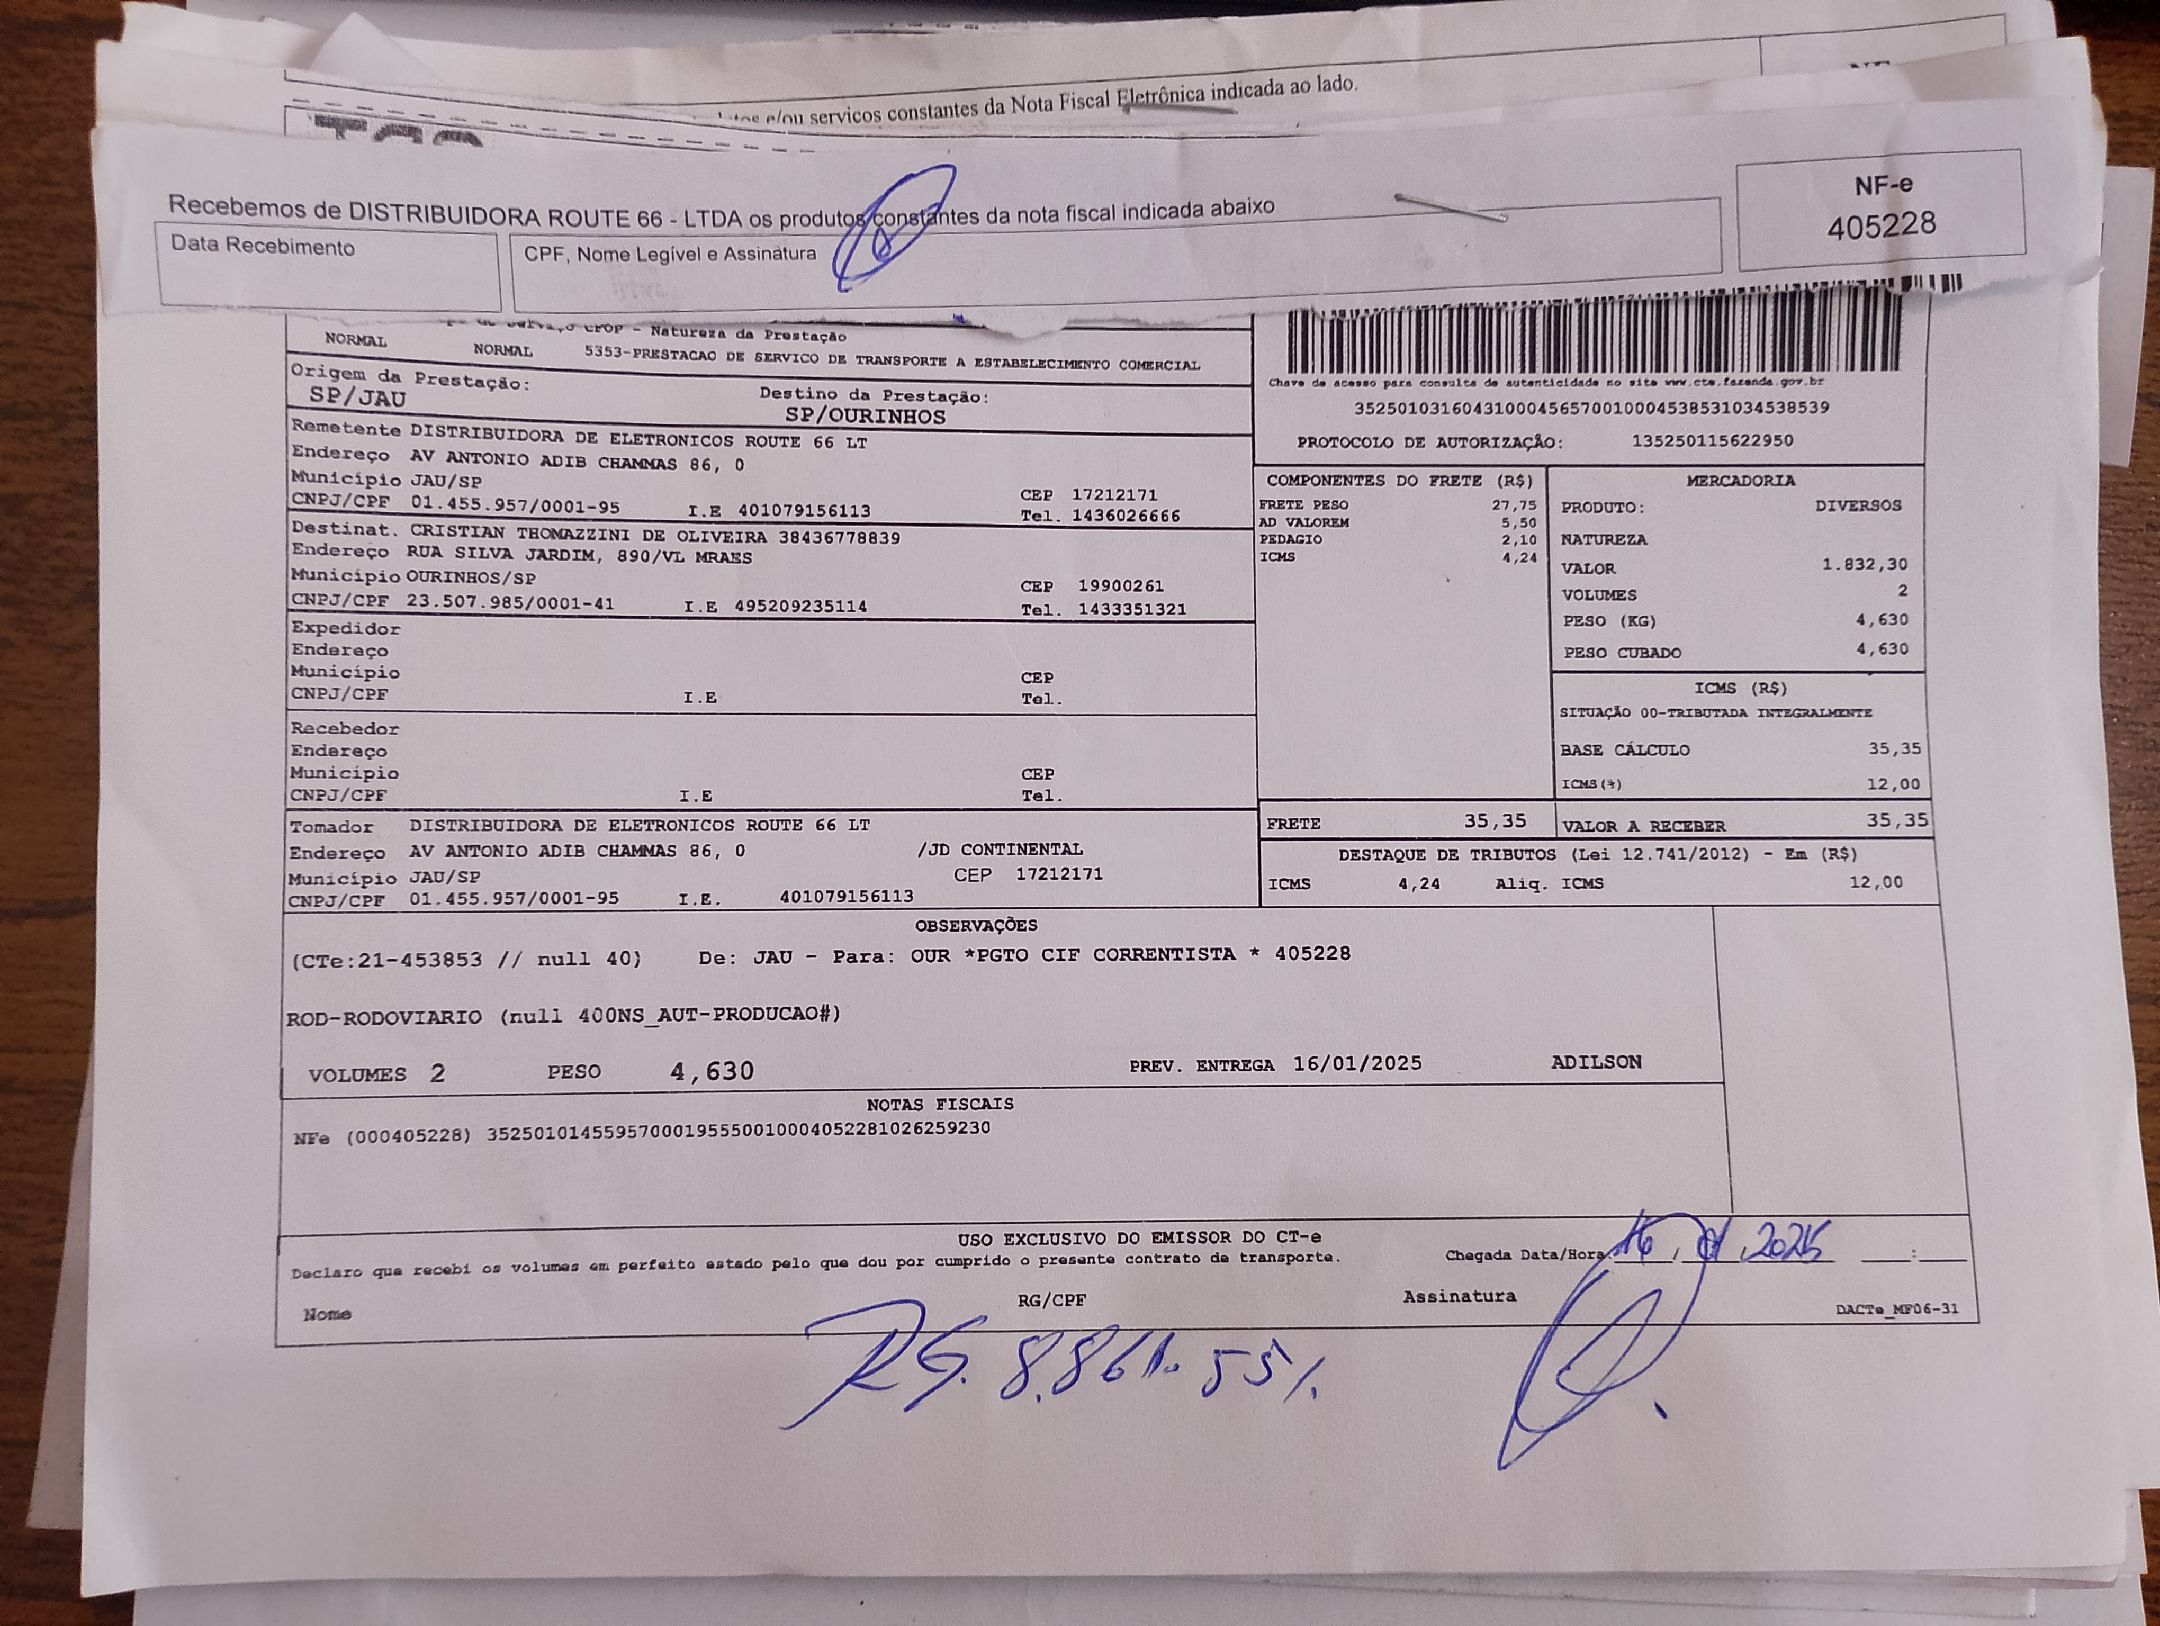 e/ou serviços constantes da Nota Fiscal Eletrônica indicada ao lado.
Recebemos de DISTRIBUIDORA ROUTE 66 - LTDA os produtos constantes da nota fiscal indicada abaixo
NF-e
405228
Data Recebimento
CPF, Nome Legível e Assinatura
CFOP - Natureza da Prestação
NORMAL NORMAL 5353-PRESTACAO DE SERVICO DE TRANSPORTE A ESTABELECIMENTO COMERCIAL
Origem da Prestação: Destino da Prestação:
SP/JAU SP/OURINHOS
Remetente DISTRIBUIDORA DE ELETRONICOS ROUTE 66 LT
Endereço AV ANTONIO ADIB CHAMMAS 86, 0
Município JAU/SP CEP 17212171
CNPJ/CPF 01.455.957/0001-95 I.E 401079156113 Tel. 1436026666
Destinat. CRISTIAN THOMAZZINI DE OLIVEIRA 38436778839
Endereço RUA SILVA JARDIM, 890/VL MRAES
Município OURINHOS/SP CEP 19900261
CNPJ/CPF 23.507.985/0001-41 I.E 495209235114 Tel. 1433351321
Expedidor
Endereço
Município CEP
CNPJ/CPF I.E Tel.
Recebedor
Endereço
Município CEP
CNPJ/CPF I.E Tel.
Tomador DISTRIBUIDORA DE ELETRONICOS ROUTE 66 LT
Endereço AV ANTONIO ADIB CHAMMAS 86, 0 /JD CONTINENTAL
Município JAU/SP CEP 17212171
CNPJ/CPF 01.455.957/0001-95 I.E. 401079156113
Chave de acesso para consulta de autenticidade no site www.cte.fazenda.gov.br
35250103160431000456570010004538531034538539
PROTOCOLO DE AUTORIZAÇÃO: 135250115622950
COMPONENTES DO FRETE (R$)
FRETE PESO 27,75
AD VALOREM 5,50
PEDAGIO 2,10
ICMS 4,24
MERCADORIA
PRODUTO: DIVERSOS
NATUREZA
VALOR 1.832,30
VOLUMES 2
PESO (KG) 4,630
PESO CUBADO 4,630
ICMS (R$)
SITUAÇÃO 00-TRIBUTADA INTEGRALMENTE
BASE CÁLCULO 35,35
ICMS(%) 12,00
FRETE 35,35 VALOR A RECEBER 35,35
DESTAQUE DE TRIBUTOS (Lei 12.741/2012) - Em (R$)
ICMS 4,24 Aliq. ICMS 12,00
OBSERVAÇÕES
(CTe:21-453853 // null 40) De: JAU - Para: OUR *PGTO CIF CORRENTISTA * 405228
ROD-RODOVIARIO (null 400NS_AUT-PRODUCAO#)
VOLUMES 2 PESO 4,630 PREV. ENTREGA 16/01/2025 ADILSON
NOTAS FISCAIS
NFe (000405228) 35250101455957000195550010004052281026259230
USO EXCLUSIVO DO EMISSOR DO CT-e
Declaro que recebi os volumes em perfeito estado pelo que dou por cumprido o presente contrato de transporte.
Chegada Data/Hora 16 / 01 . 2025 :
Nome RG/CPF Assinatura DACTe_MF06-31
RG. 8.861.551.